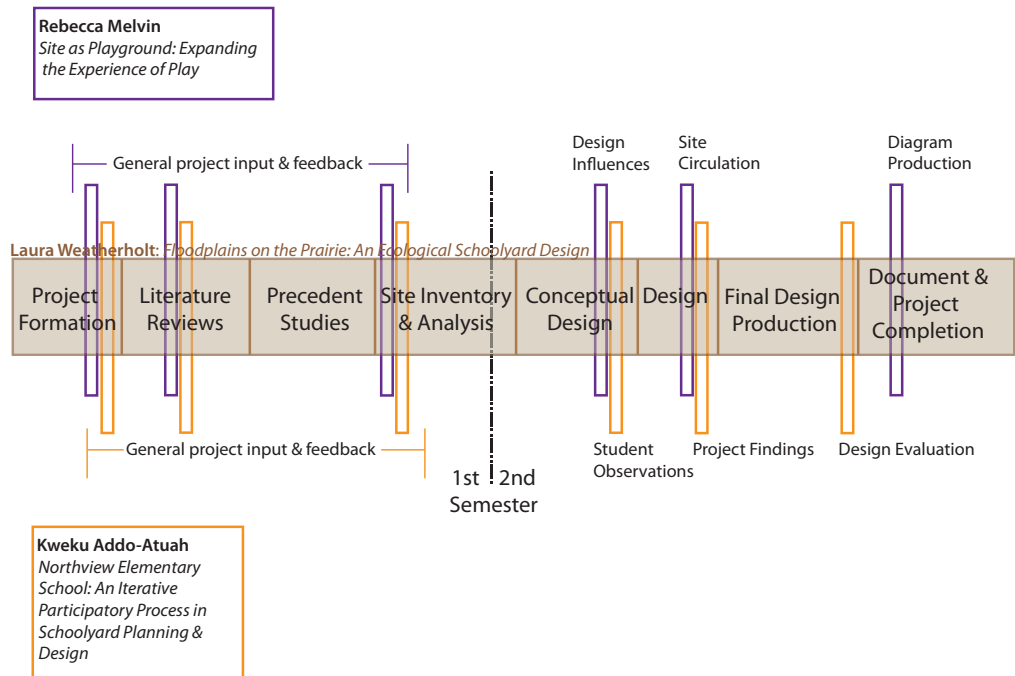 Rebecca Melvin
Site as Playground: Expanding
the Experience of Play
Design
Influences
Site
Circulation
Diagram
Production
General project input & feedback
Laura Weatherholt: Floodplains on the Prairie: An Ecological Schoolyard Design
Project
Formation
Literature
Reviews
Precedent
Studies
Site Inventory
& Analysis
Conceptual
Design
Design
Final Design
Production
Document &
Project
Completion
General project input & feedback
Student
Observations
Project Findings
Design Evaluation
1st 2nd
Semester
Kweku Addo-Atuah
Northview Elementary
School: An Iterative
Participatory Process in
Schoolyard Planning &
Design